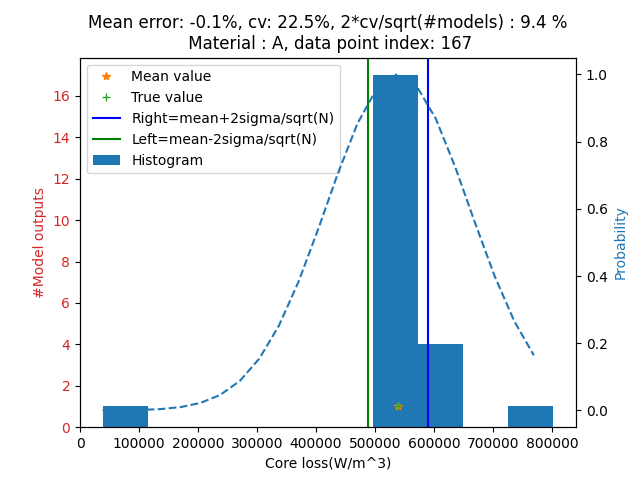 Mean error: -0.1%, cv: 22.5%, 2*cv/sqrt(#models) : 9.4 %
Material : A, data point index: 167
Mean value
True value
Right=mean+2sigma/sqrt(N)
Left=mean-2sigma/sqrt(N)
Histogram
#Model outputs
16
14
12
10
8
6
4
2
0
1.0
0.8
0.6
0.4
0.2
0.0
Probability
0 100000 200000 300000 400000 500000 600000 700000 800000
Core loss(W/m^3)